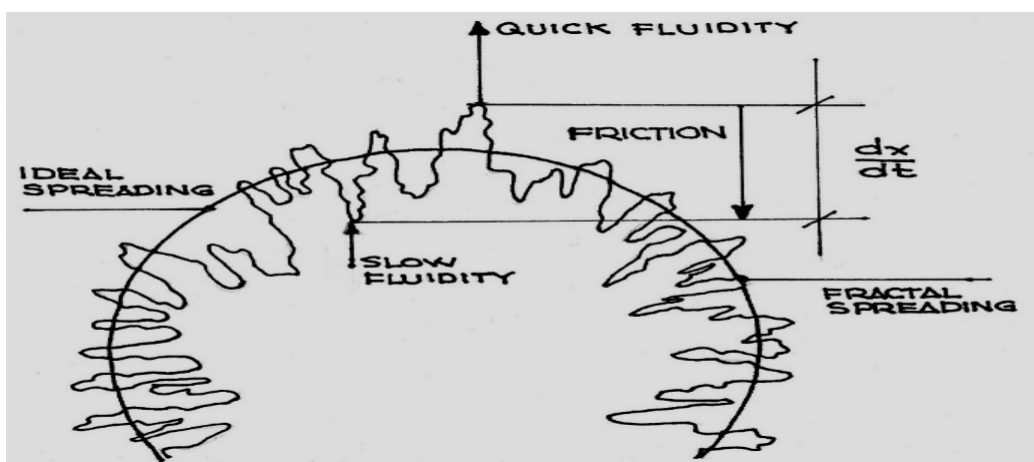 QUICK FLUIDITY
FRICTION
dx
dt
IDEAL
SPREADING
SLOW
FLUIDITY
FRACTAL
SPREADING